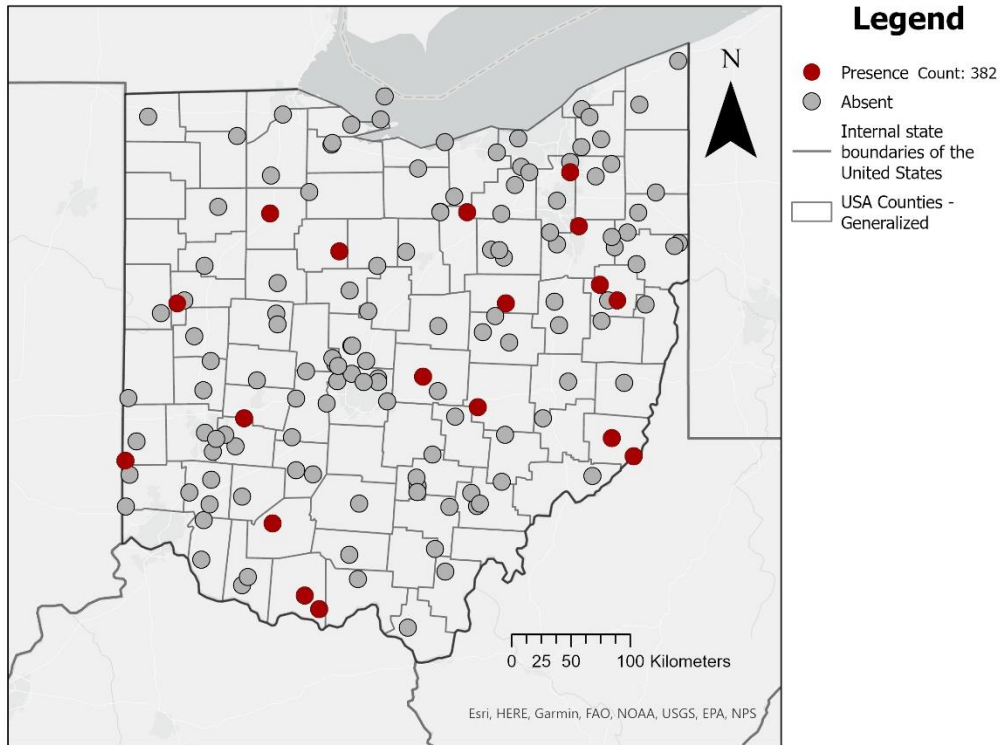 Legend
N
Presence Count: 382
Absent
Internal state
boundaries of the
United States
USA Counties -
Generalized
0 25 50 100 Kilometers
Esri, HERE, Garmin, FAO, NOAA, USGS, EPA, NPS